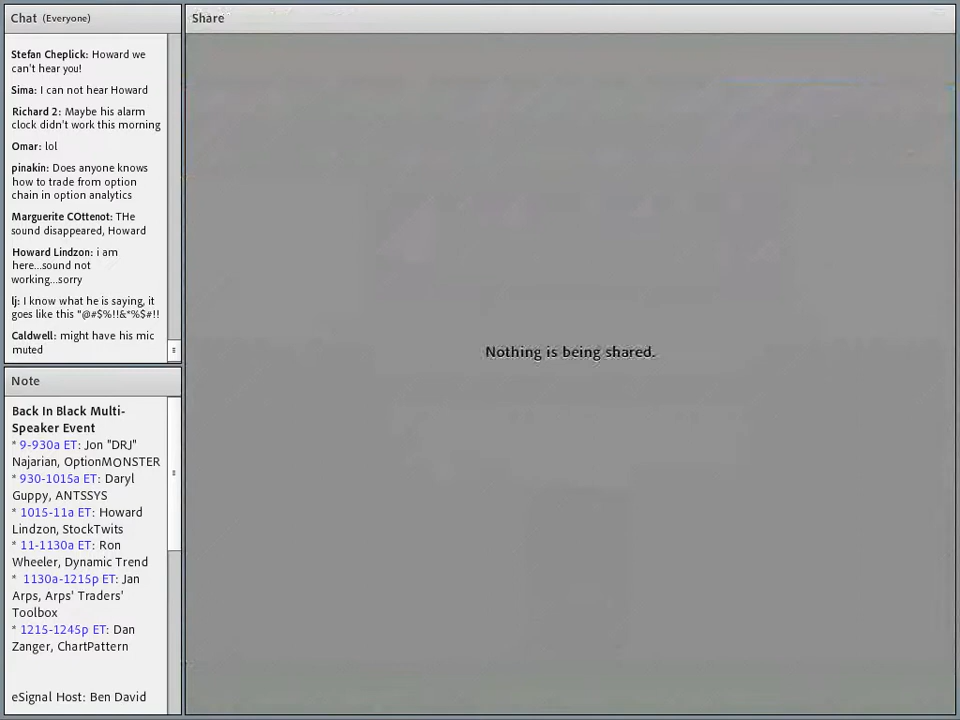 Chat (Everyone)
Stefan Cheplick: Howard we
can't hear you!
Sima: I can not hear Howard
Richard 2: Maybe his alarm
clock didn't work this morning
Omar: lol
pinakin: Does anyone knows
how to trade from option
chain in option analytics
Marguerite COttenot: THe
sound disappeared, Howard
Howard Lindzon: i am
here...sound not
working...sorry
lj: I know what he is saying, it
goes like this "@#$%!!&*%$#!!
Caldwell: might have his mic
muted
Note
Back In Black Multi-
Speaker Event
* 9-930a ET: Jon "DRJ"
Najarian, OptionMONSTER
* 930-1015a ET: Daryl
Guppy, ANTSSYS
* 1015-11a ET: Howard
Lindzon, StockTwits
* 11-1130a ET: Ron
Wheeler, Dynamic Trend
* 1130a-1215p ET: Jan
Arps, Arps' Traders'
Toolbox
* 1215-1245p ET: Dan
Zanger, ChartPattern
eSignal Host: Ben David
Share
Nothing is being shared.